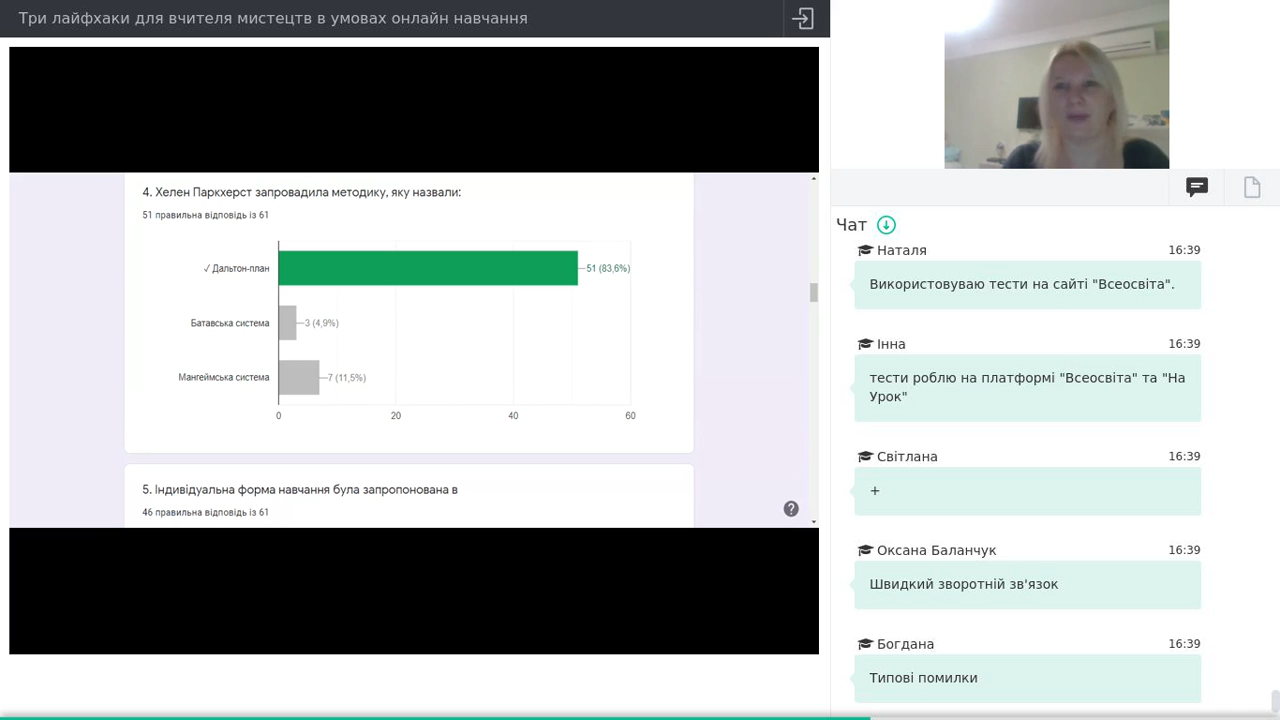 Три лайфхаки для вчителя мистецтв в умовах онлайн навчання
4. Хелен Паркхерст запровадила методику, яку назвали:
51 правильна відповідь із 61
✓ Дальтон-план
51 (83,6%)
Батавська система
3 (4,9%)
Мангеймська система
7 (11,5%)
0 20 40 60
5. Індивідуальна форма навчання була запропонована в
46 правильна відповідь із 61
Чат
Наталя 16:39
Використовуваю тести на сайті "Всеосвіта".
Інна 16:39
тести роблю на платформі "Всеосвіта" та "На
Урок"
Світлана 16:39
+
Оксана Баланчук 16:39
Швидкий зворотній зв'язок
Богдана 16:39
Типові помилки